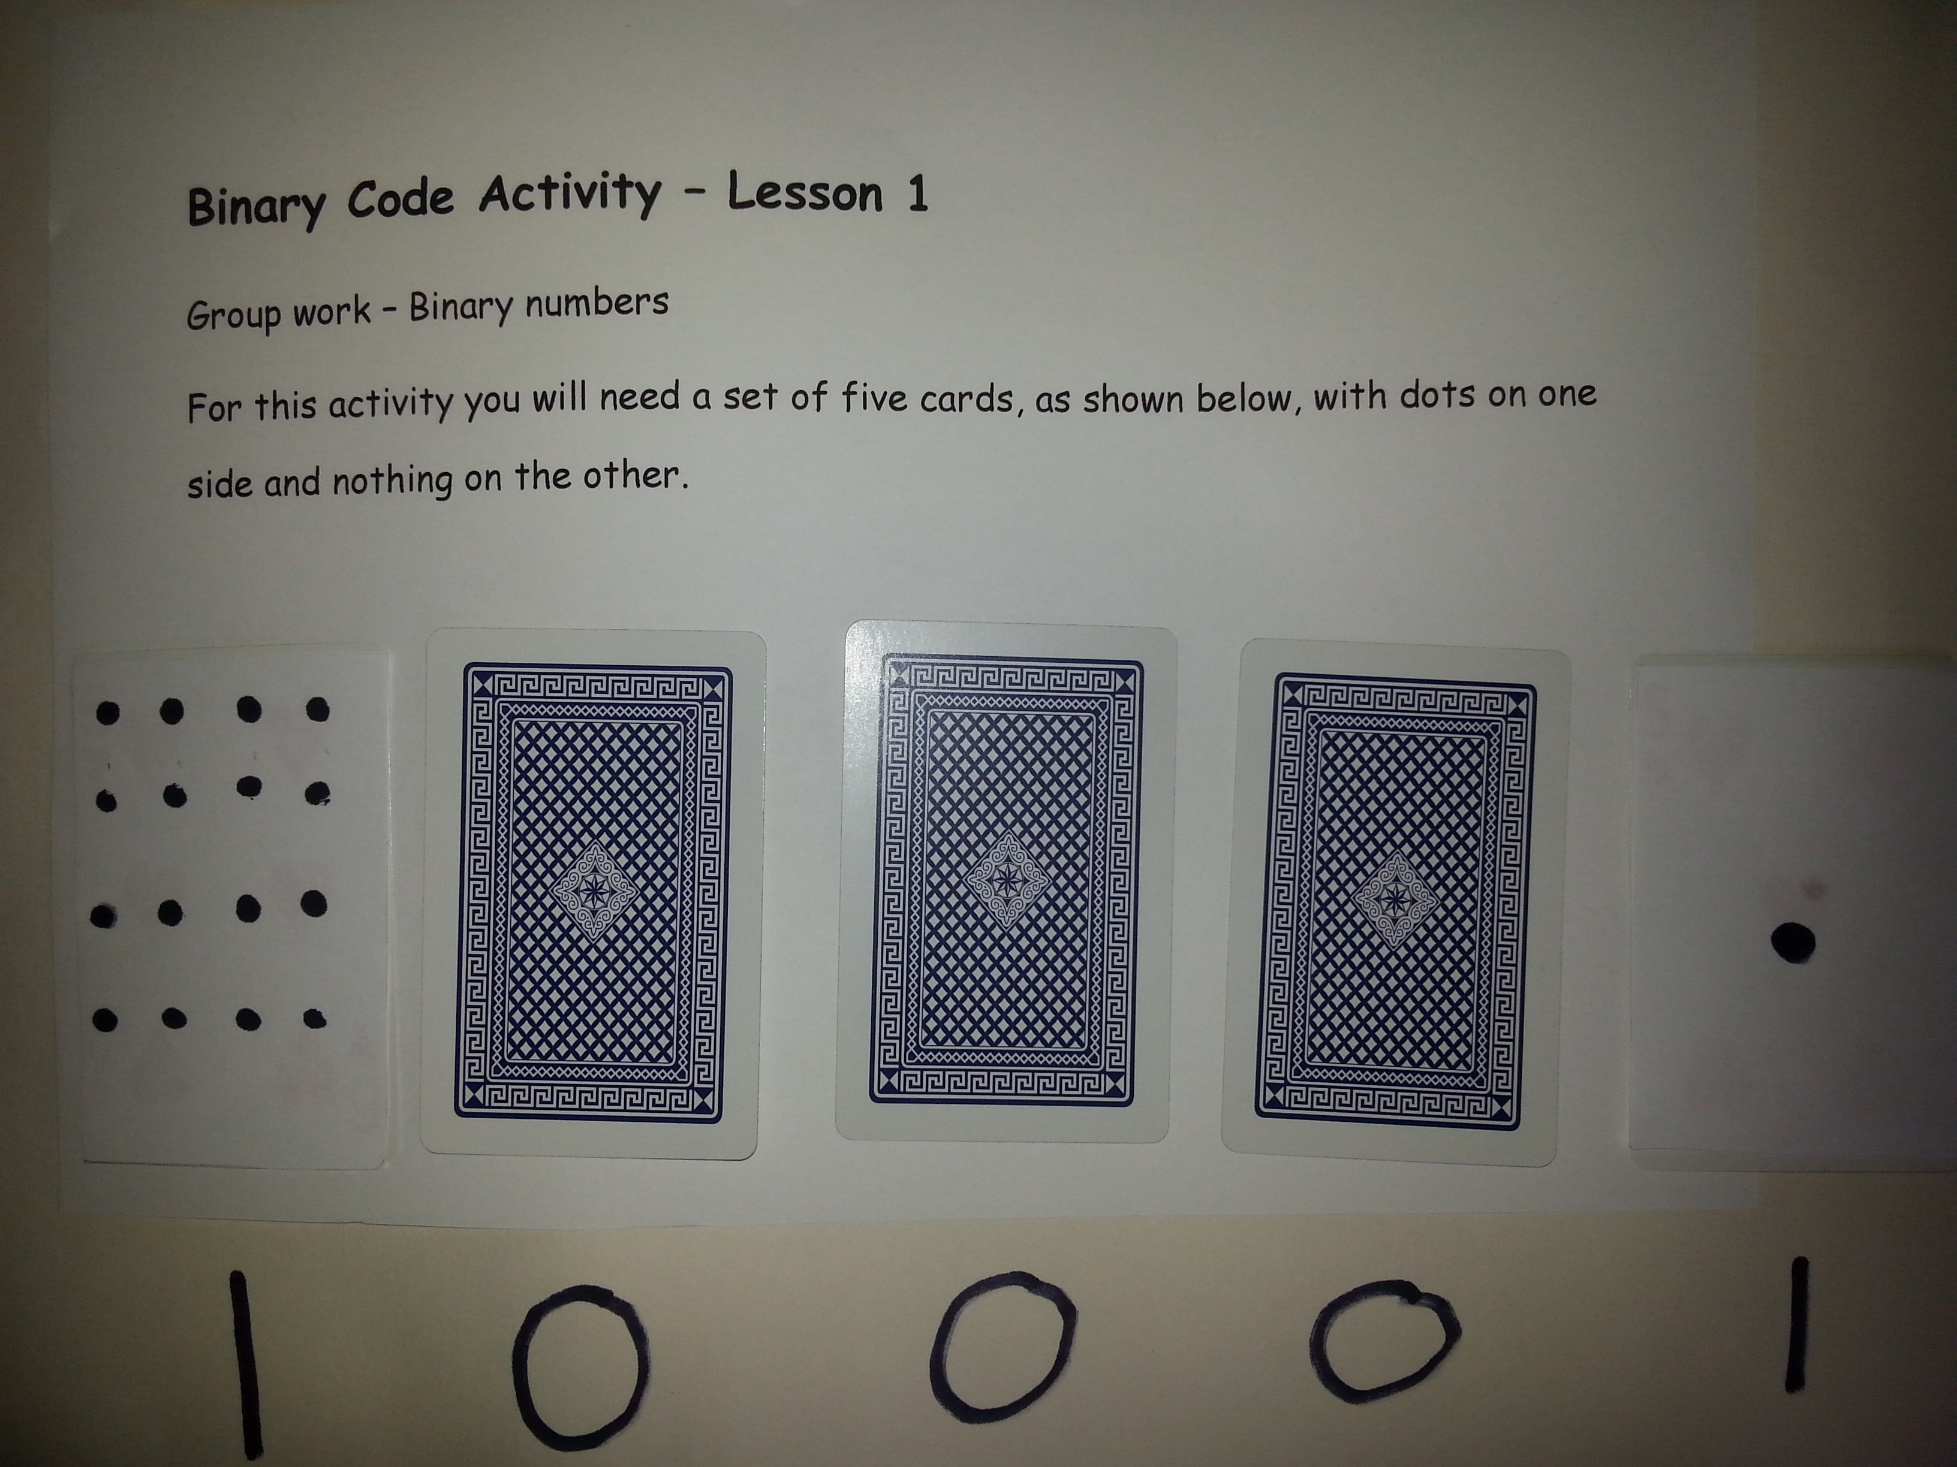 Binary Code Activity - Lesson 1
Group work - Binary numbers
For this activity you will need a set of five cards, as shown below, with dots on one
side and nothing on the other.
1 0 0 0 1